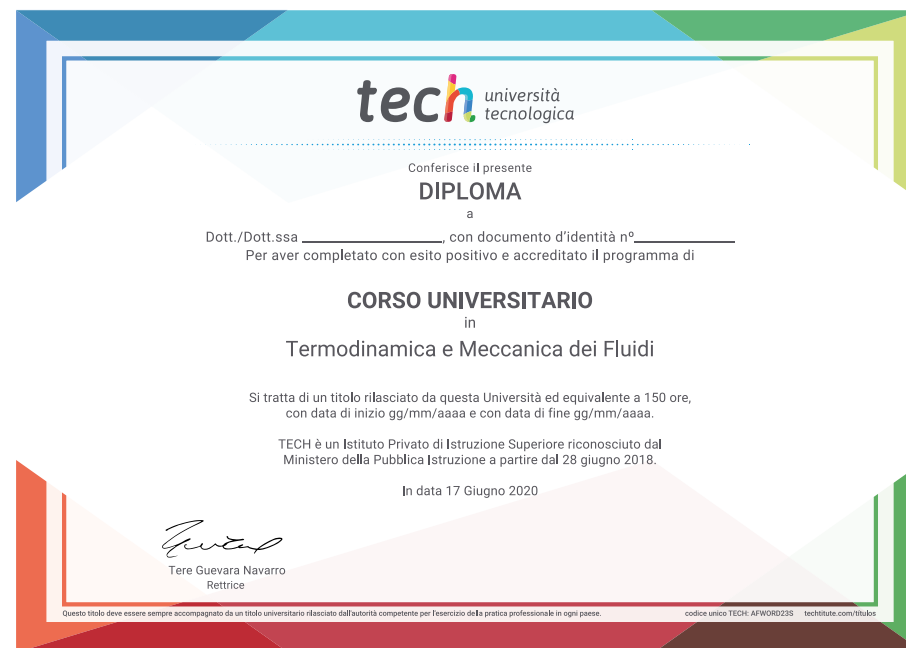 tech università
tecnologica
Conferisce il presente
DIPLOMA
a
Dott./Dott.ssa ____________________, con documento d'identità nº______________
Per aver completato con esito positivo e accreditato il programma di
CORSO UNIVERSITARIO
in
Termodinamica e Meccanica dei Fluidi
Si tratta di un titolo rilasciato da questa Università ed equivalente a 150 ore,
con data di inizio gg/mm/aaaa e con data di fine gg/mm/aaaa.
TECH è un Istituto Privato di Istruzione Superiore riconosciuto dal
Ministero della Pubblica Istruzione a partire dal 28 giugno 2018.
In data 17 Giugno 2020
Tere Guevara Navarro
Rettrice
Questo titolo deve essere sempre accompagnato da un titolo universitario rilasciato dall'autorità competente per l'esercizio della pratica professionale in ogni paese. codice unico TECH: AFWORD23S techtitute.com/títulos